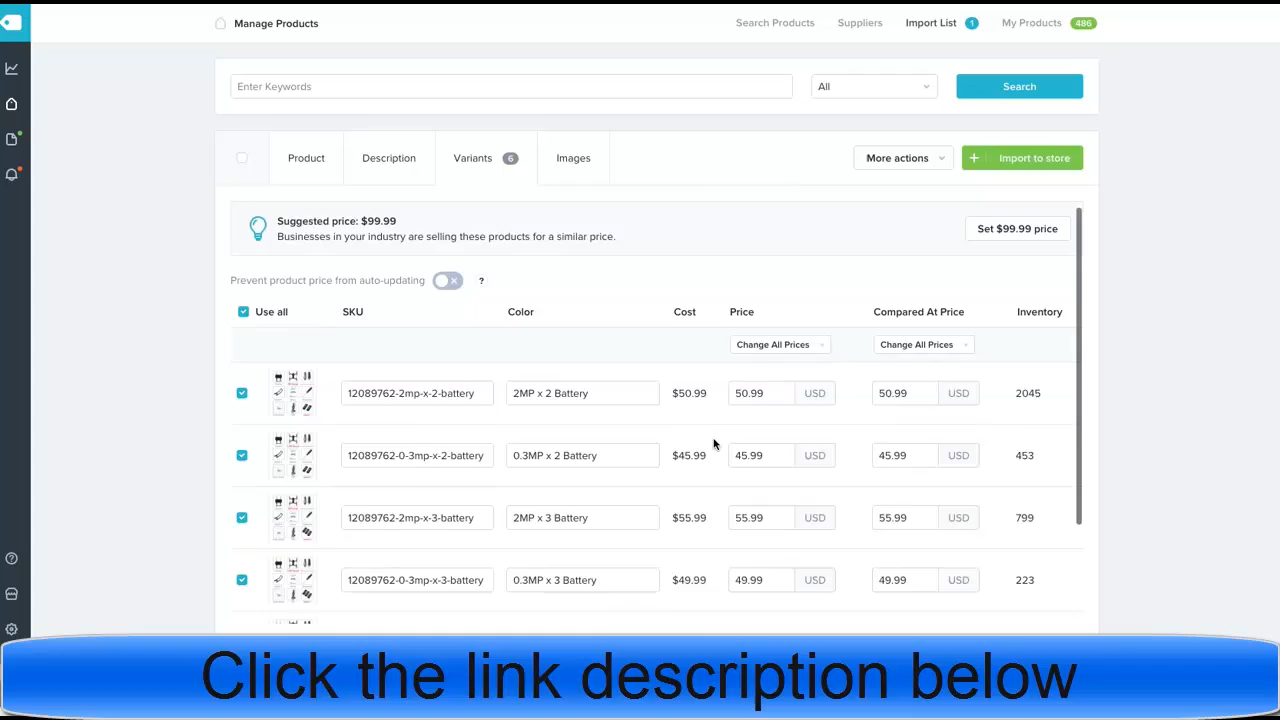 Manage Products
Search Products Suppliers Import List 1 My Products 486
Enter Keywords All Search
Product Description Variants 6 Images More actions + Import to store
Suggested price: $99.99
Businesses in your industry are selling these products for a similar price.
Set $99.99 price
Prevent product price from auto-updating ?
Use all SKU Color Cost Price Compared At Price Inventory
Change All Prices Change All Prices
12089762-2mp-x-2-battery 2MP x 2 Battery $50.99 50.99 USD 50.99 USD 2045
12089762-0-3mp-x-2-battery 0.3MP x 2 Battery $45.99 45.99 USD 45.99 USD 453
12089762-2mp-x-3-battery 2MP x 3 Battery $55.99 55.99 USD 55.99 USD 799
12089762-0-3mp-x-3-battery 0.3MP x 3 Battery $49.99 49.99 USD 49.99 USD 223
Click the link description below